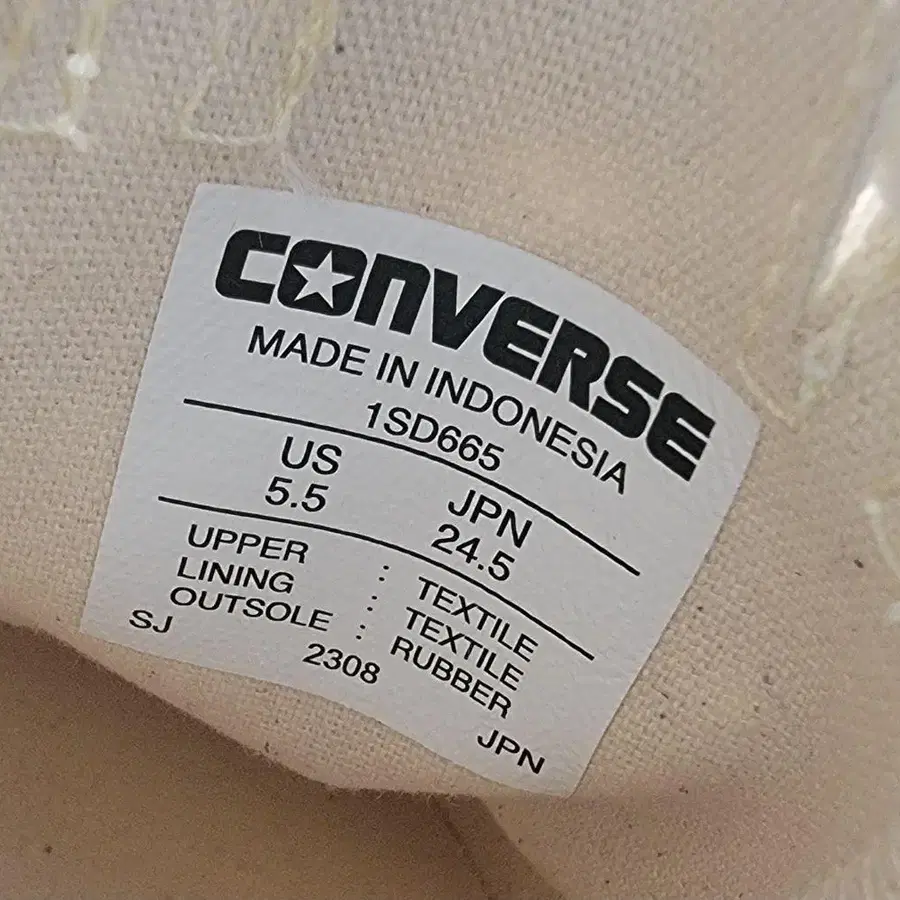 CONVERSE
MADE IN INDONESIA
1SD665
US JPN
5.5 24.5
UPPER : TEXTILE
LINING : TEXTILE
OUTSOLE : RUBBER
SJ 2308 JPN